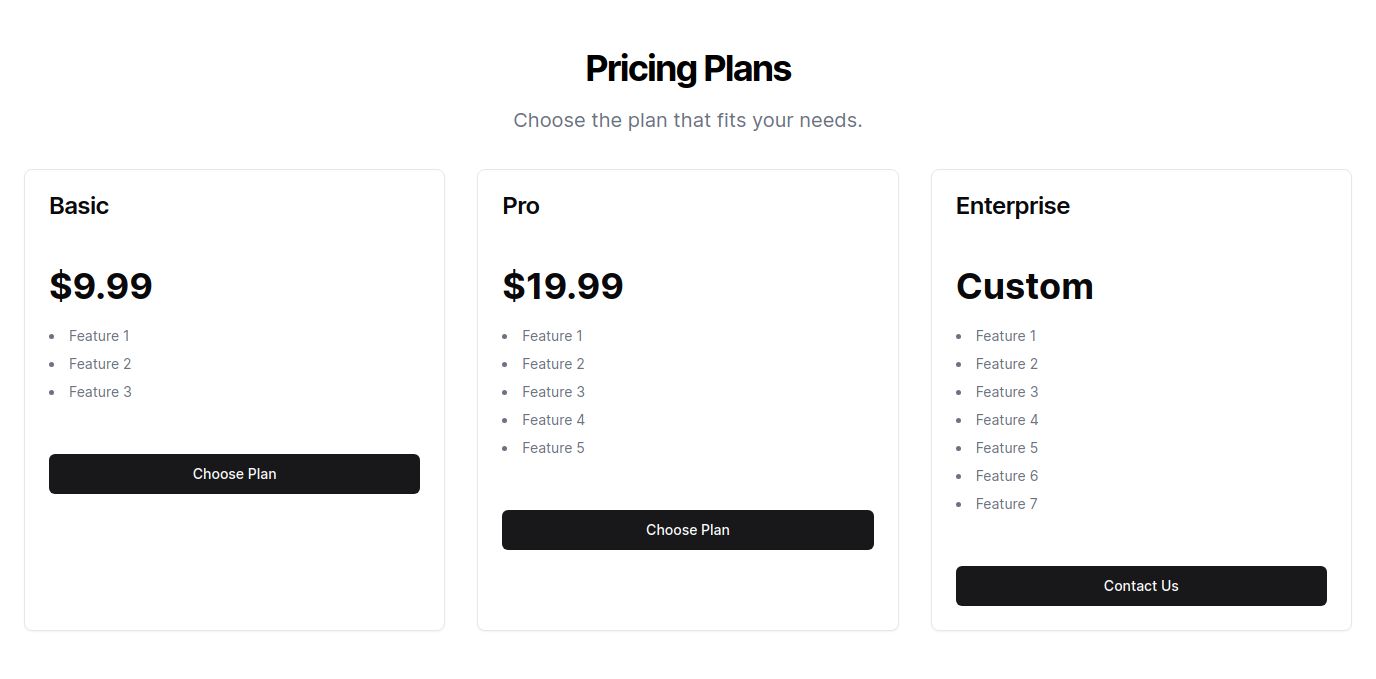 Pricing Plans
Choose the plan that fits your needs.
Basic
$9.99
Feature 1
Feature 2
Feature 3
Choose Plan
Pro
$19.99
Feature 1
Feature 2
Feature 3
Feature 4
Feature 5
Choose Plan
Enterprise
Custom
Feature 1
Feature 2
Feature 3
Feature 4
Feature 5
Feature 6
Feature 7
Contact Us